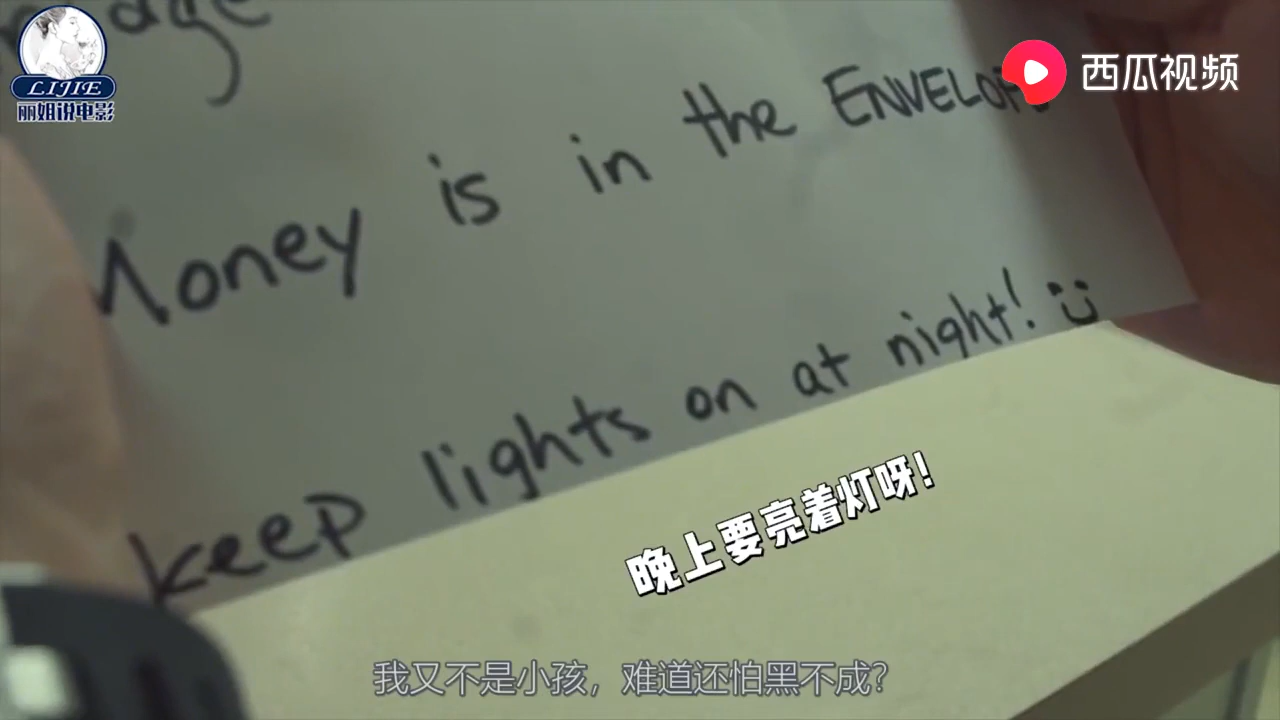 LIJIE
丽姐说电影
西瓜视频
Money is in the ENVELOPE
keep lights on at night!
晚上要亮着灯呀!
我又不是小孩，难道还怕黑不成?